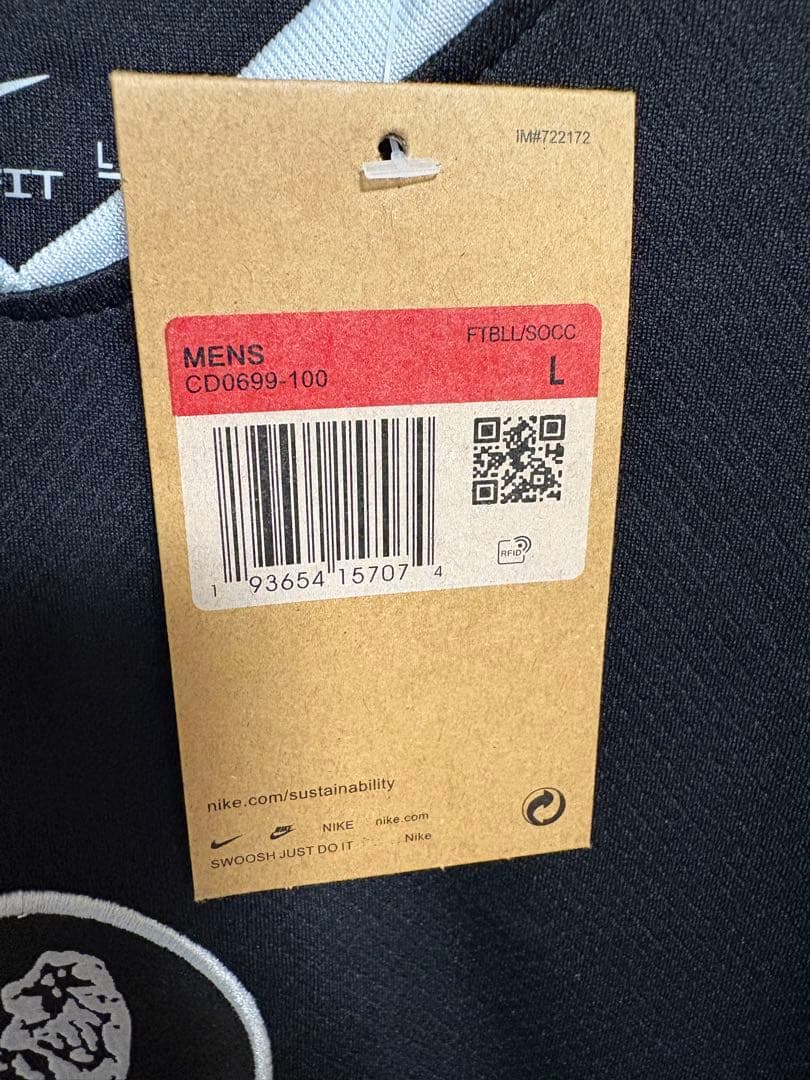 FIT L
IM#722172
MENS
FTBLL/SOCC
CD0699-100
L
RFID
1 93654 15707 4
nike.com/sustainability
NIKE nike.com
SWOOSH JUST DO IT Nike